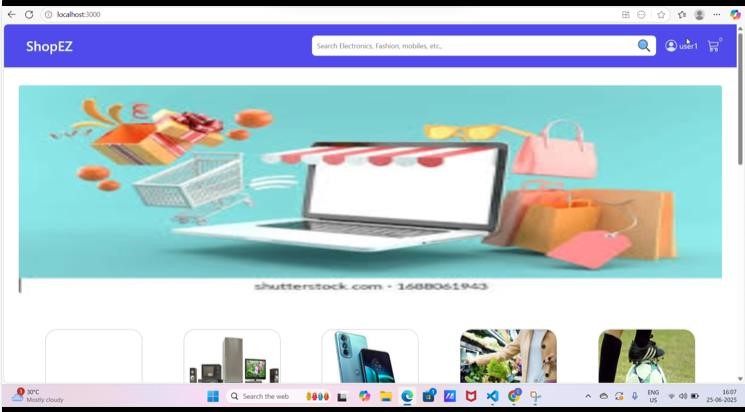 localhost:3000
ShopEZ
Search Electronics, Fashion, mobiles, etc.,
user1
0
shutterstock.com · 1688061943
30°C
Mostly cloudy
Search the web
ENG
US
16:07
25-06-2025